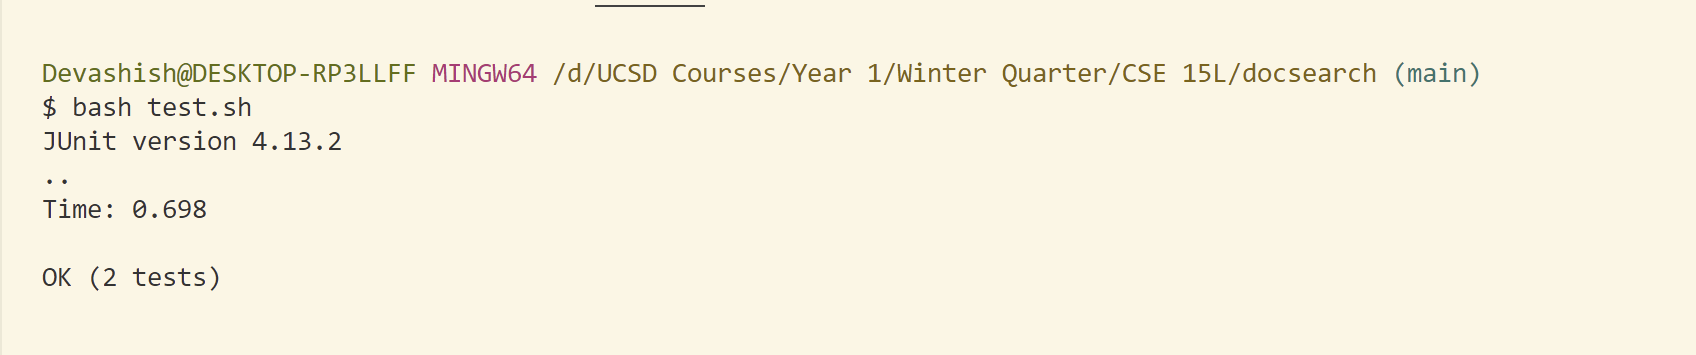 Devashish@DESKTOP-RP3LLFF MINGW64 /d/UCSD Courses/Year 1/Winter Quarter/CSE 15L/docsearch (main)
$ bash test.sh
JUnit version 4.13.2
..
Time: 0.698
OK (2 tests)